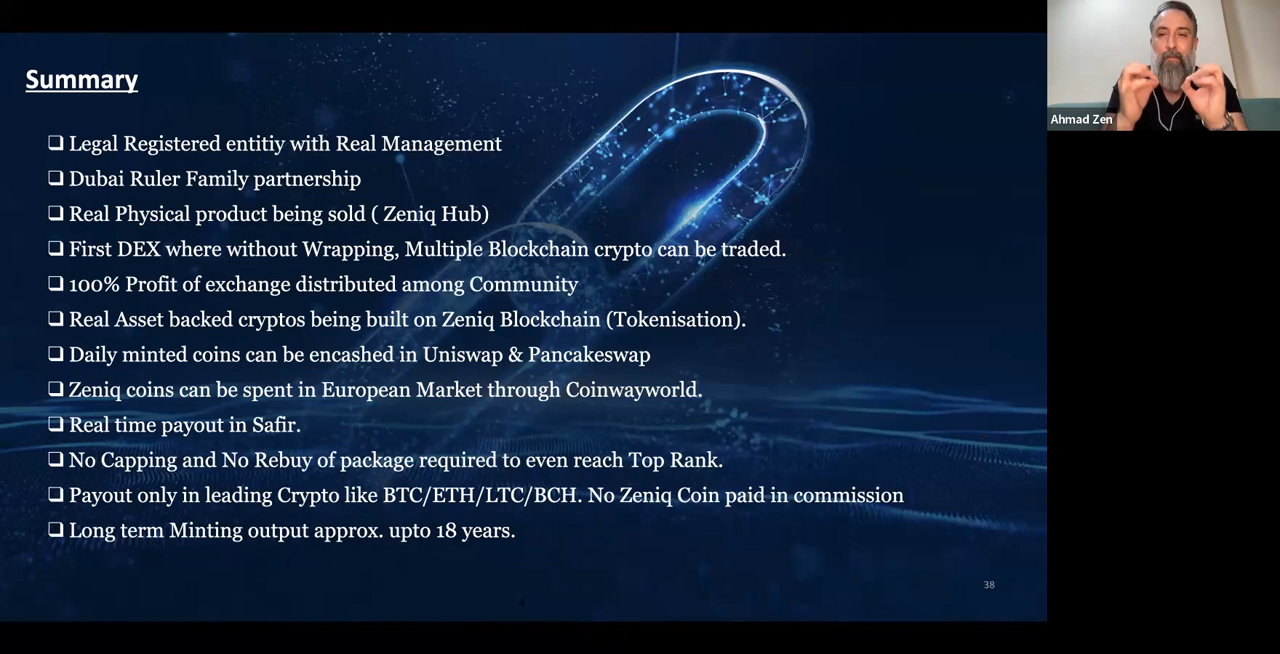 Summary
Legal Registered entitiy with Real Management
Dubai Ruler Family partnership
Real Physical product being sold ( Zeniq Hub)
First DEX where without Wrapping, Multiple Blockchain crypto can be traded.
100% Profit of exchange distributed among Community
Real Asset backed cryptos being built on Zeniq Blockchain (Tokenisation).
Daily minted coins can be encashed in Uniswap & Pancakeswap
Zeniq coins can be spent in European Market through Coinwayworld.
Real time payout in Safir.
No Capping and No Rebuy of package required to even reach Top Rank.
Payout only in leading Crypto like BTC/ETH/LTC/BCH. No Zeniq Coin paid in commission
Long term Minting output approx. upto 18 years.
38
4
Ahmad Zen